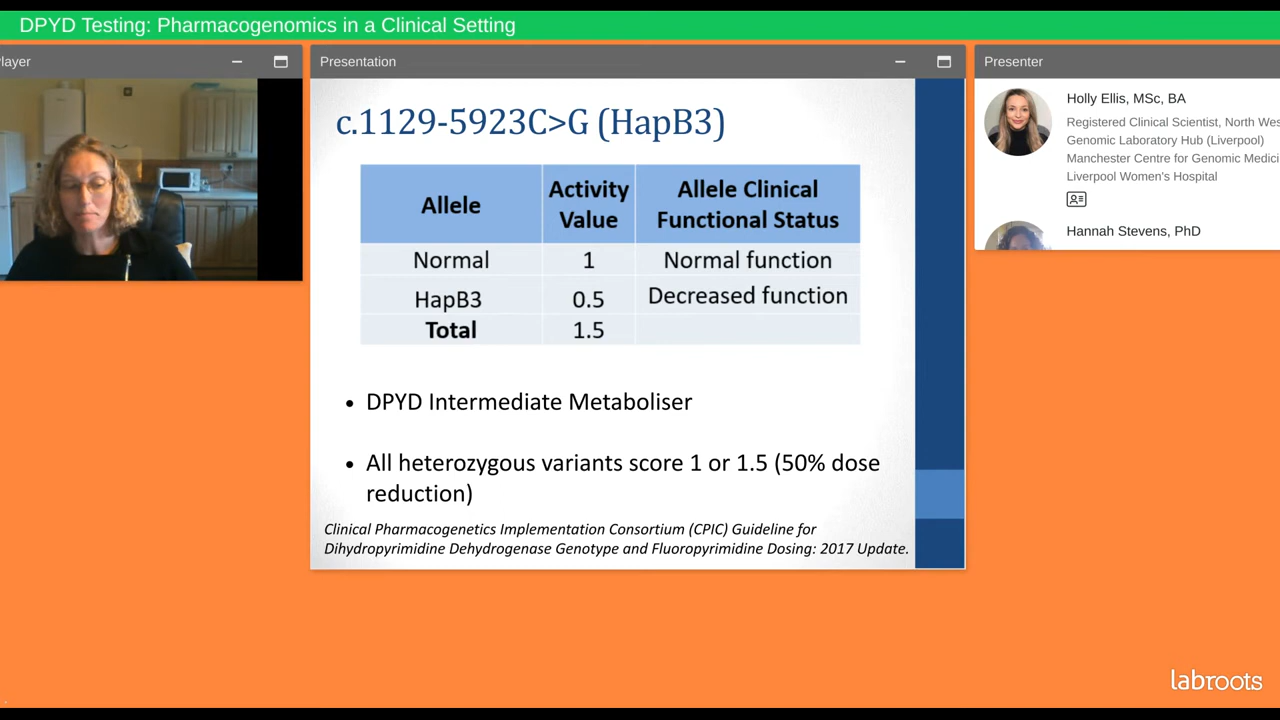 DPYD Testing: Pharmacogenomics in a Clinical Setting
layer
Presentation
Presenter
c.1129-5923C>G (HapB3)
Allele
Activity
Value
Allele Clinical
Functional Status
Normal
1
Normal function
HapB3
0.5
Decreased function
Total
1.5
• DPYD Intermediate Metaboliser
• All heterozygous variants score 1 or 1.5 (50% dose
reduction)
Clinical Pharmacogenetics Implementation Consortium (CPIC) Guideline for
Dihydropyrimidine Dehydrogenase Genotype and Fluoropyrimidine Dosing: 2017 Update.
Holly Ellis, MSc, BA
Registered Clinical Scientist, North Wes
Genomic Laboratory Hub (Liverpool)
Manchester Centre for Genomic Medici
Liverpool Women's Hospital
Hannah Stevens, PhD
labroots